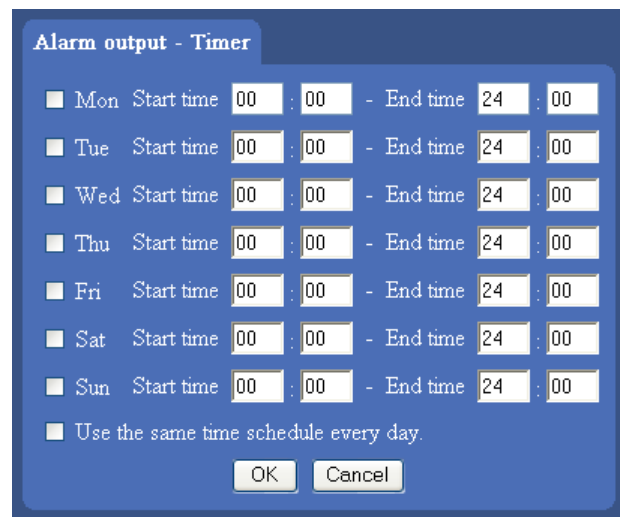 Alarm output - Timer
Mon Start time 00 : 00 - End time 24 : 00
Tue Start time 00 : 00 - End time 24 : 00
Wed Start time 00 : 00 - End time 24 : 00
Thu Start time 00 : 00 - End time 24 : 00
Fri Start time 00 : 00 - End time 24 : 00
Sat Start time 00 : 00 - End time 24 : 00
Sun Start time 00 : 00 - End time 24 : 00
Use the same time schedule every day.
OK Cancel